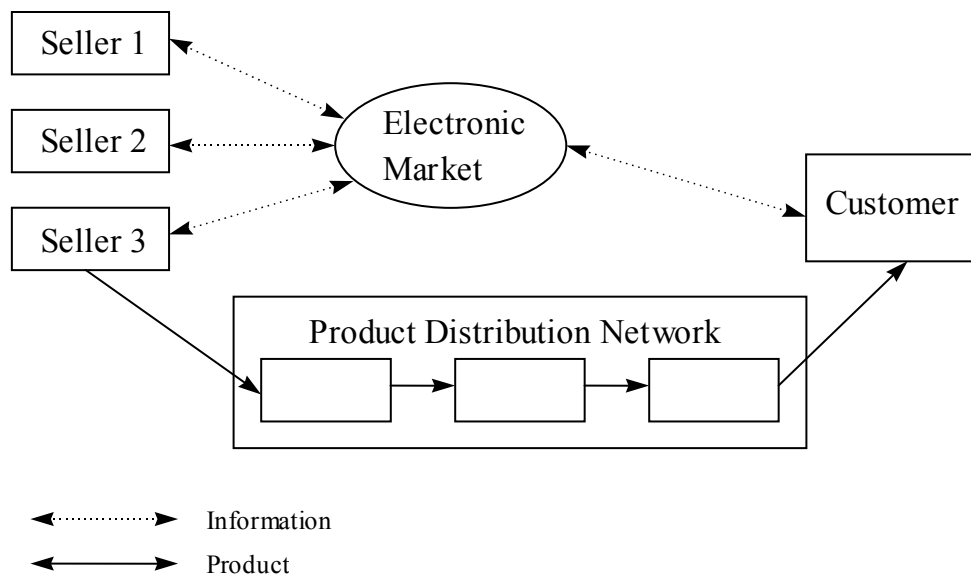 Seller 1
Seller 2
Seller 3
Electronic
Market
Customer
Product Distribution Network
Information
Product